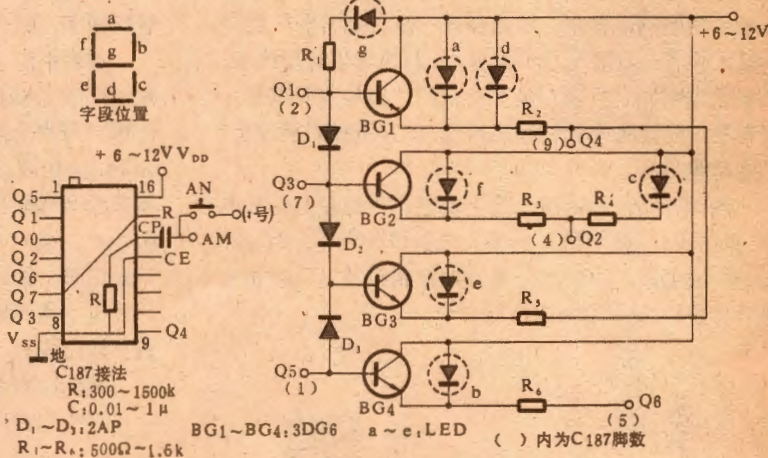 a
f g b
e d c
字段位置
g
a d
+6~12V
R₁
Q1
(2)
BG1
R₂
(9) Q4
D₁
Q3
(7)
BG2
f
R₃
R₄
c
(4) Q2
D₂
BG3
e
R₅
D₃
Q5
(1)
BG4
b
R₆
Q6
(5)
+6~12V V_DD
1 16
AN
Q5
Q1
Q0
Q2
Q6
Q7
Q3
V_SS 8
地
R
CP
AM
CE
R
Q4
9
C187接法
R:300~1500k
C:0.01~1μ
D₁~D₃:2AP
BG1~BG4:3DG6
a~e:LED
( )内为C187脚数
R₁~R₆:500Ω~1.6k